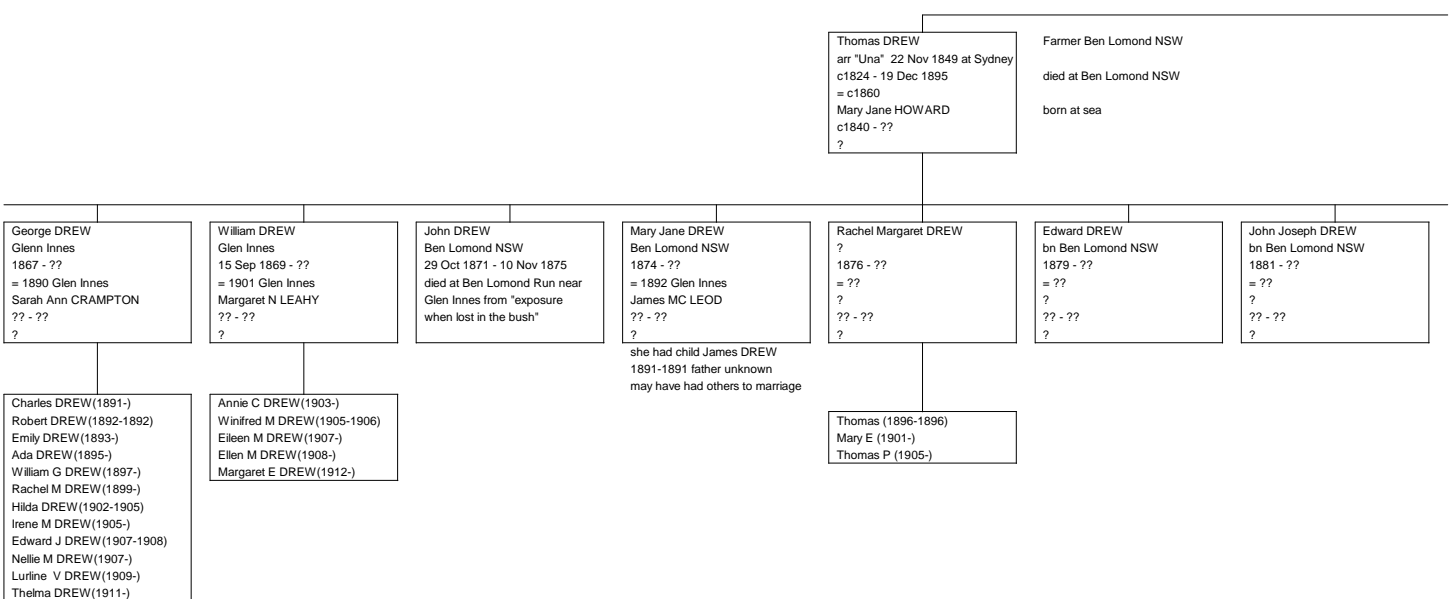 Thomas DREW
arr "Una"  22 Nov 1849 at Sydney
c1824 - 19 Dec 1895
= c1860
Mary Jane HOWARD
c1840 - ??
?
Farmer Ben Lomond NSW
died at Ben Lomond NSW
born at sea
George DREW
Glenn Innes
1867 - ??
= 1890 Glen Innes
Sarah Ann CRAMPTON
?? - ??
?
William DREW
Glen Innes
15 Sep 1869 - ??
= 1901 Glen Innes
Margaret N LEAHY
?? - ??
?
John DREW
Ben Lomond NSW
29 Oct 1871 - 10 Nov 1875
died at Ben Lomond Run near
Glen Innes from "exposure
when lost in the bush"
Mary Jane DREW
Ben Lomond NSW
1874 - ??
= 1892 Glen Innes
James MC LEOD
?? - ??
?
she had child James DREW
1891-1891 father unknown
may have had others to marriage
Rachel Margaret DREW
?
1876 - ??
= ??
?
?? - ??
?
Edward DREW
bn Ben Lomond NSW
1879 - ??
= ??
?
?? - ??
?
John Joseph DREW
bn Ben Lomond NSW
1881 - ??
= ??
?
?? - ??
?
Charles DREW(1891-)
Robert DREW(1892-1892)
Emily DREW(1893-)
Ada DREW(1895-)
William G DREW(1897-)
Rachel M DREW(1899-)
Hilda DREW(1902-1905)
Irene M DREW(1905-)
Edward J DREW(1907-1908)
Nellie M DREW(1907-)
Lurline  V DREW(1909-)
Thelma DREW(1911-)
Annie C DREW(1903-)
Winifred M DREW(1905-1906)
Eileen M DREW(1907-)
Ellen M DREW(1908-)
Margaret E DREW(1912-)
Thomas (1896-1896)
Mary E (1901-)
Thomas P (1905-)